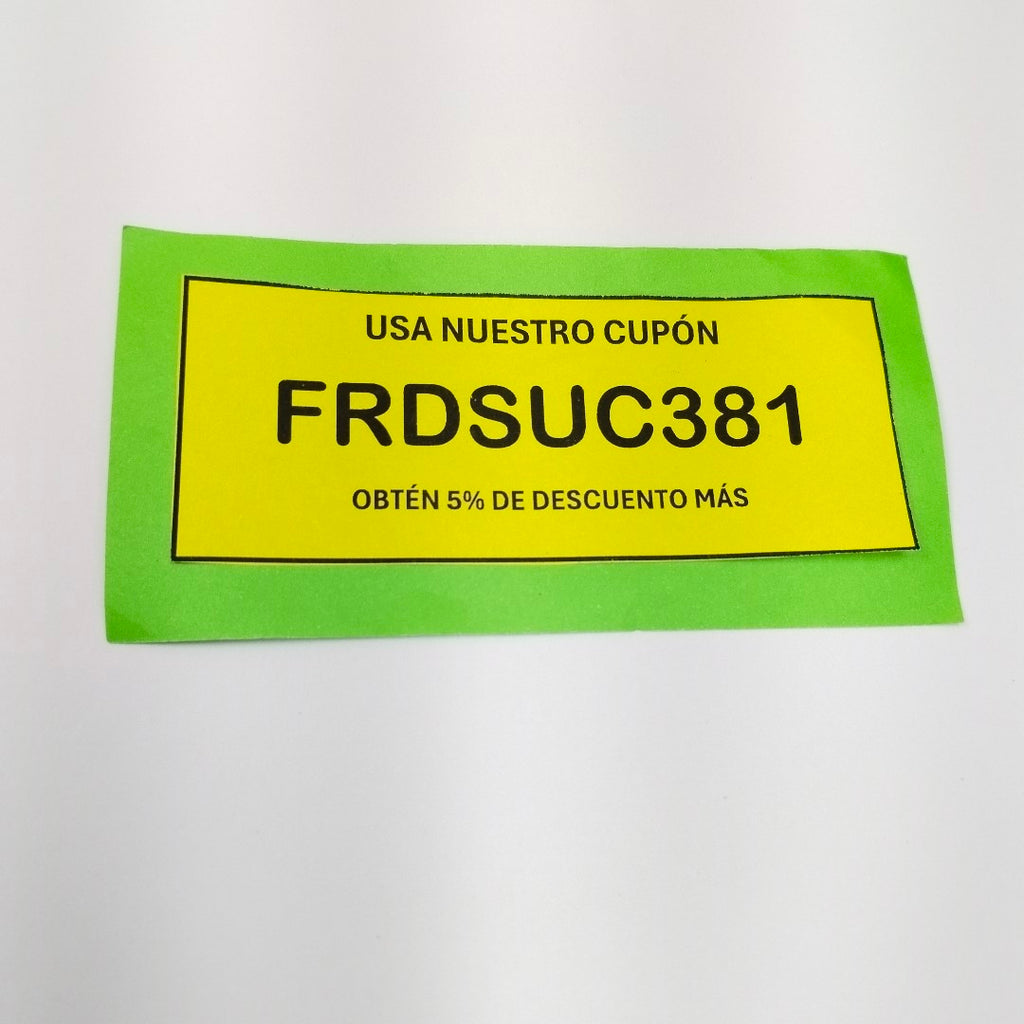 USA NUESTRO CUPÓN
FRDSUC381
OBTÉN 5% DE DESCUENTO MÁS